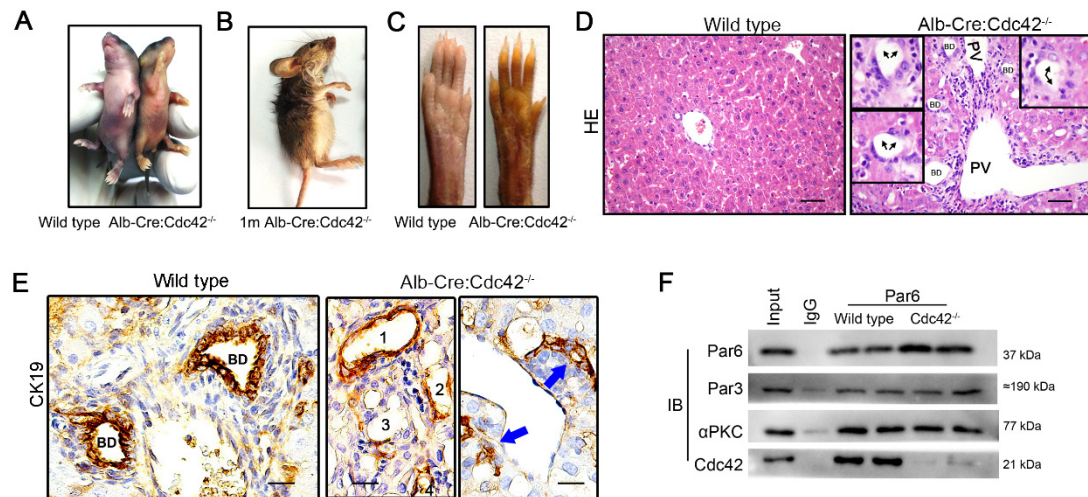 A
Wild type Alb-Cre:Cdc42-/-
B
1m Alb-Cre:Cdc42-/-
C
Wild type Alb-Cre:Cdc42-/-
D
Wild type Alb-Cre:Cdc42-/-
HE
BD
PV
BD
BD
BD
PV
E
Wild type Alb-Cre:Cdc42-/-
CK19
BD
BD
1
2
3
4
F
Par6
Input IgG Wild type Cdc42-/-
IB
Par6 37 kDa
Par3 ≈190 kDa
αPKC 77 kDa
Cdc42 21 kDa